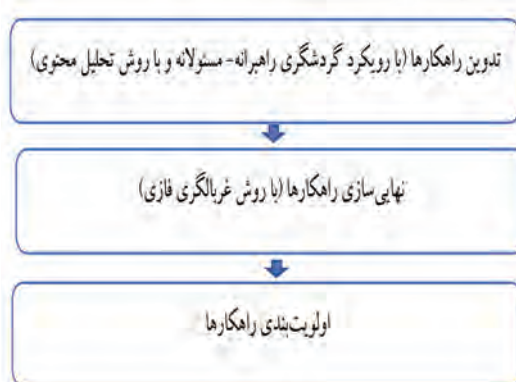 تدوین راهکارها (با رویکرد گردشگری راهبرانه- مسئولانه و با روش تحلیل محتوی)
نهایی‌سازی راهکارها (با روش غربالگری فازی)
اولویت‌بندی راهکارها